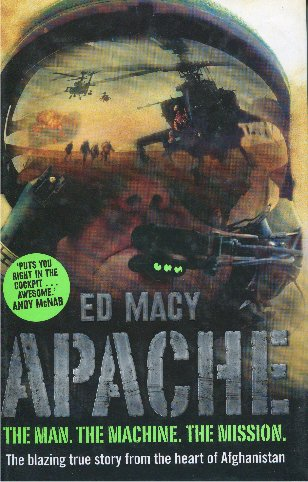 'PUTS YOU
RIGHT IN THE
COCKPIT . . .
AWESOME.'
ANDY McNAB
ED MACY
APACHE
THE MAN. THE MACHINE. THE MISSION.
The blazing true story from the heart of Afghanistan